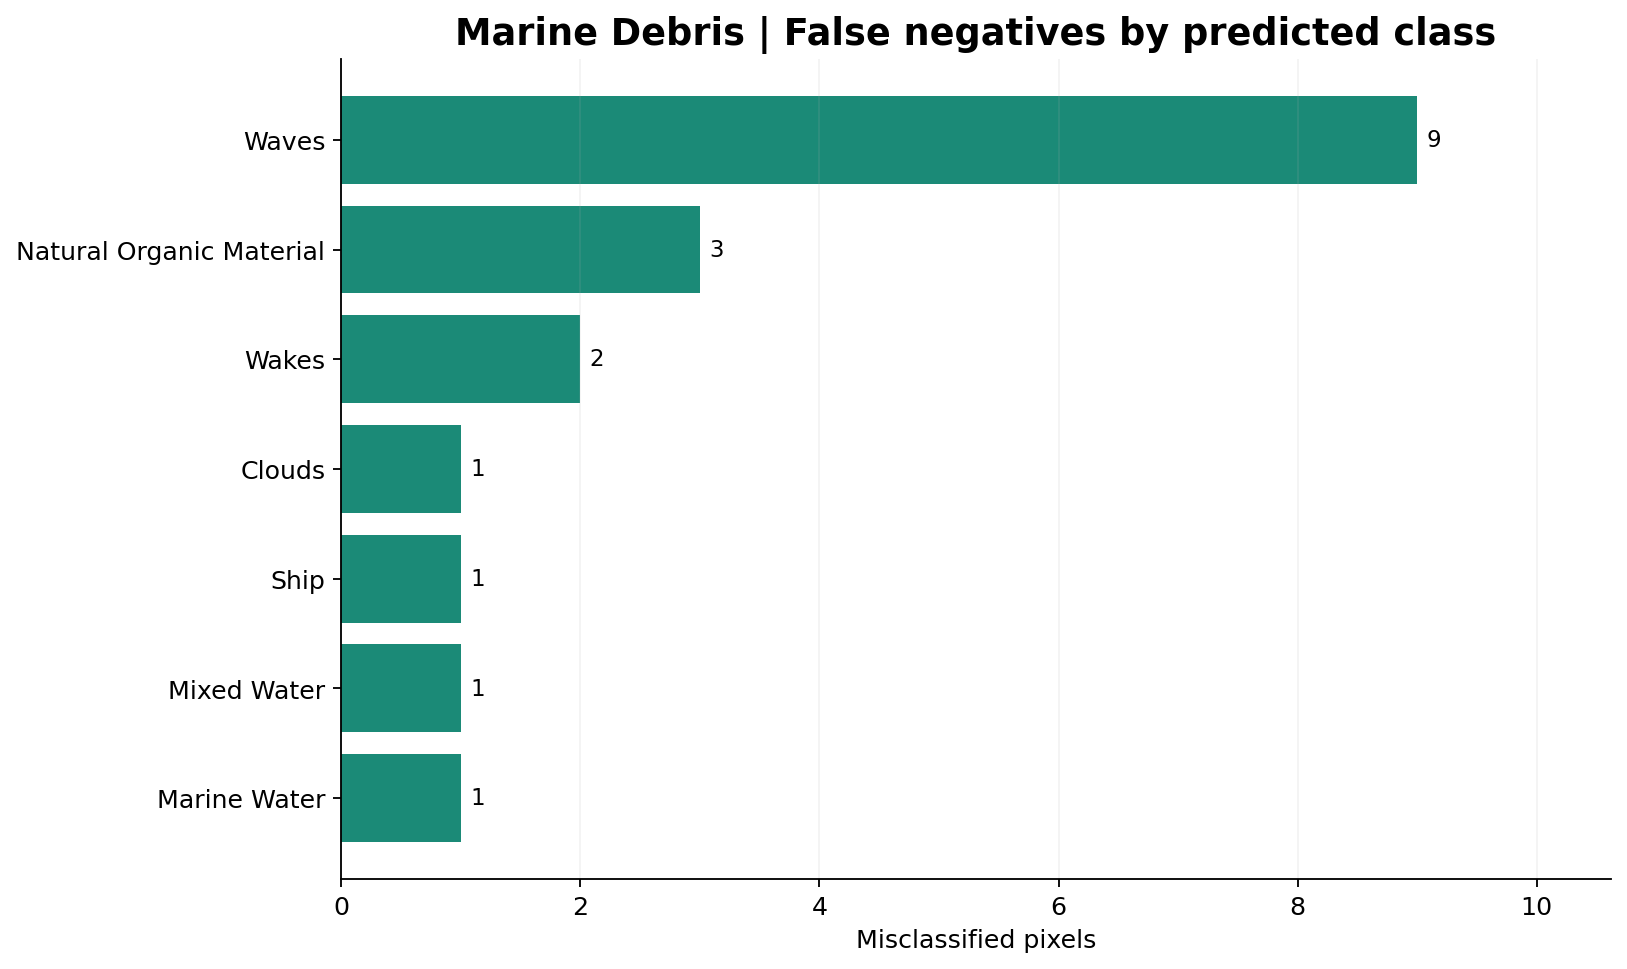 Marine Debris | False negatives by predicted class
Waves 9
Natural Organic Material 3
Wakes 2
Clouds 1
Ship 1
Mixed Water 1
Marine Water 1
0 2 4 6 8 10
Misclassified pixels